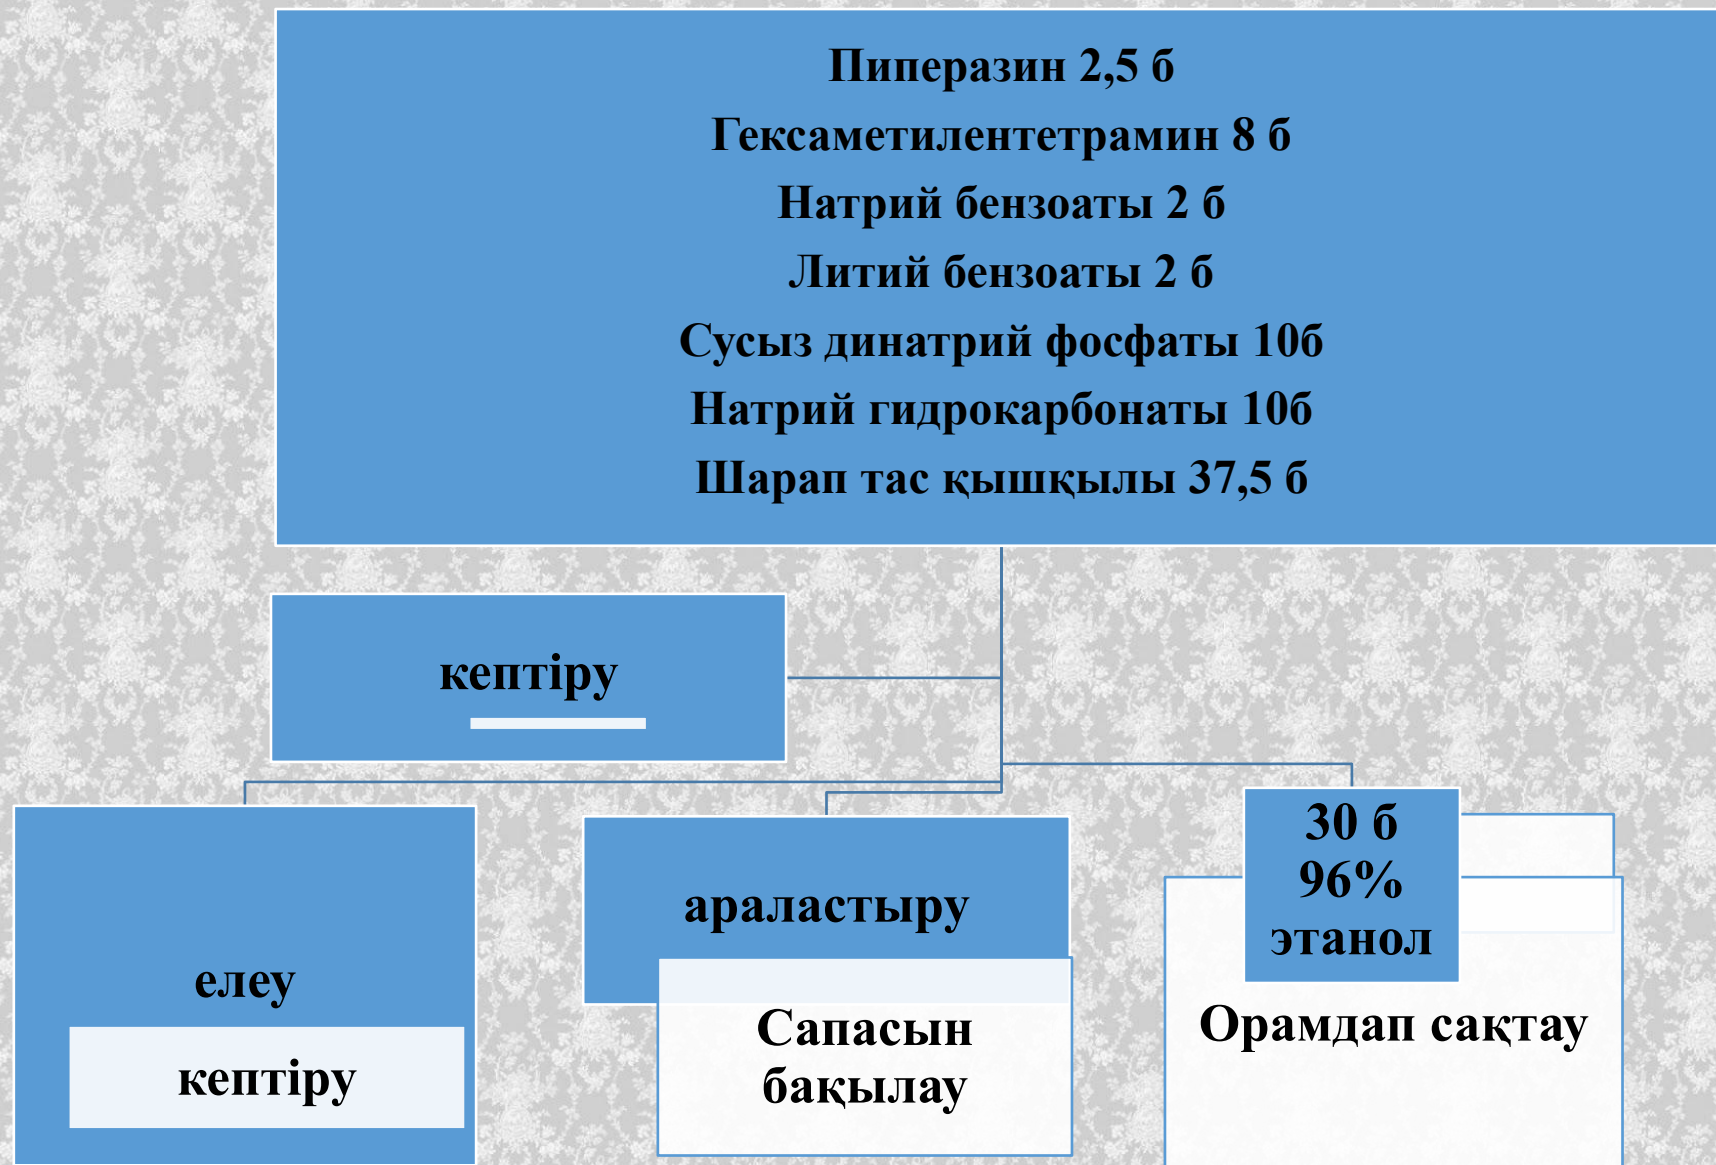 Пиперазин 2,5 б
Гексаметилентетрамин 8 б
Натрий бензоаты 2 б
Литий бензоаты 2 б
Сусыз динатрий фосфаты 10б
Натрий гидрокарбонаты 10б
Шарап тас қышқылы 37,5 б
кептіру
елеу
кептіру
араластыру
Сапасын
бақылау
30 б
96%
этанол
Орамдап сақтау